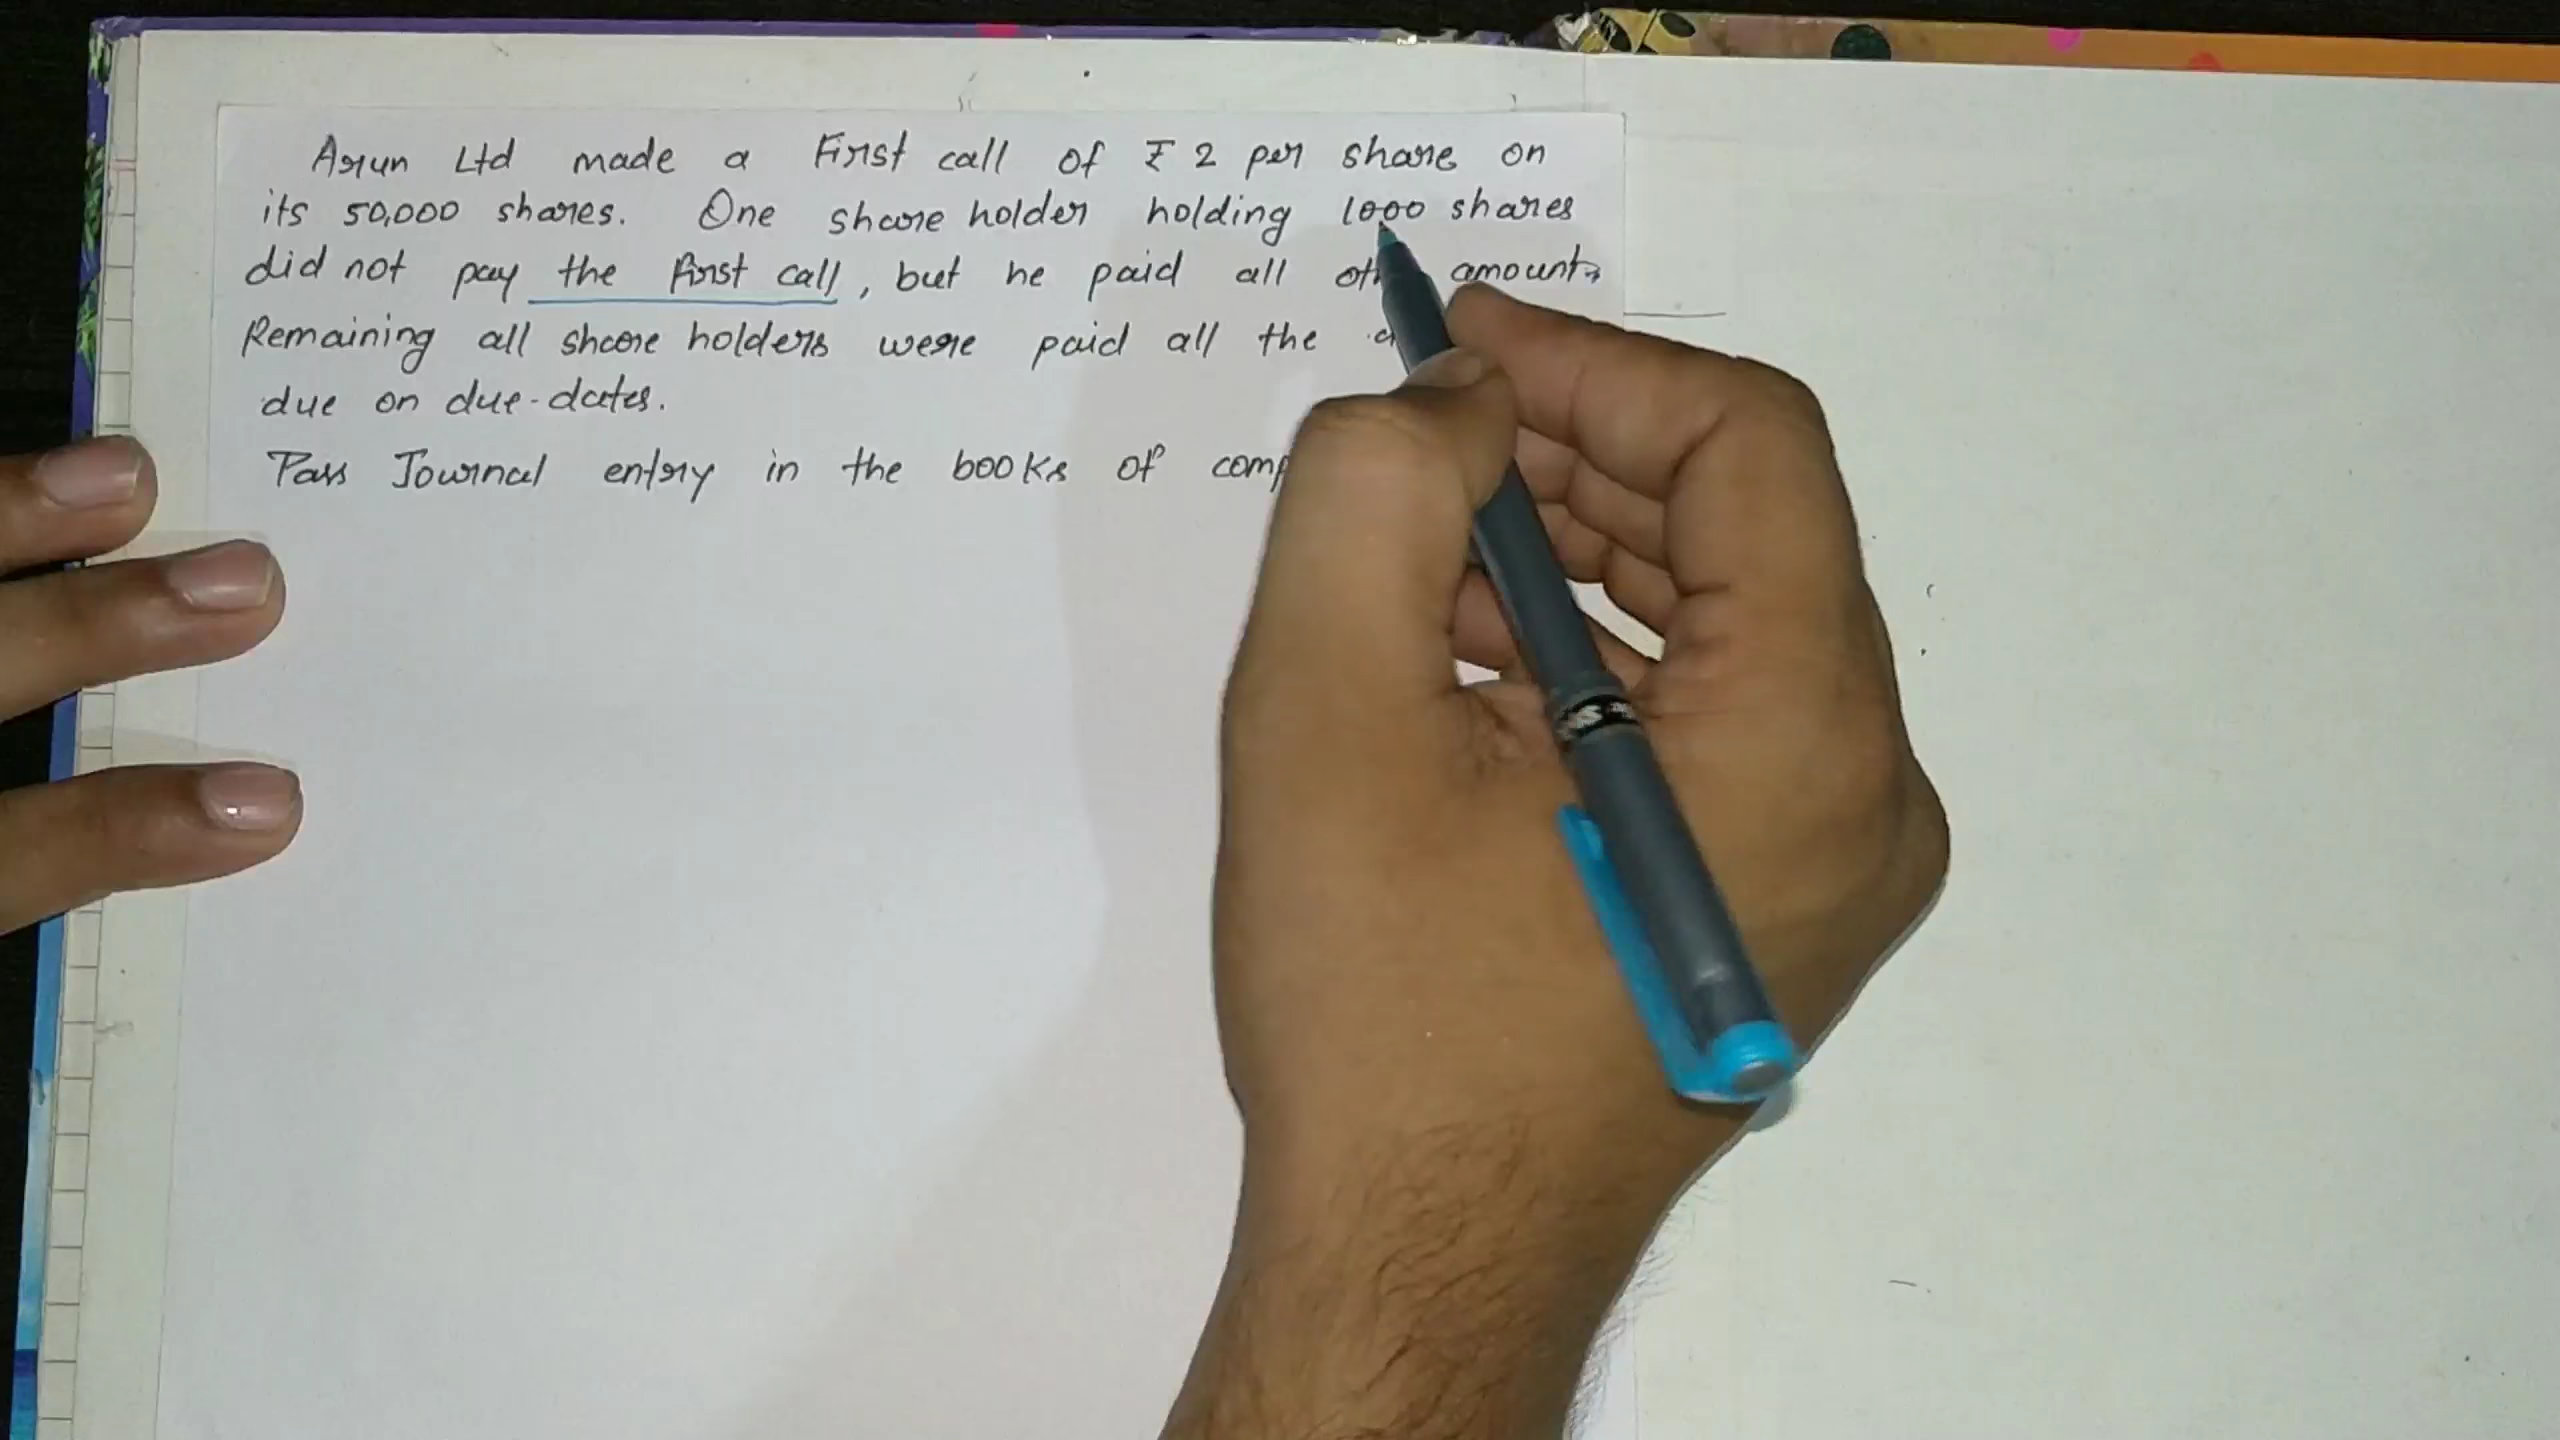 Arun Ltd made a First call of ₹ 2 per share on
its 50,000 shares. One share holder holding 1000 shares
did not pay the first call, but he paid all amounts
Remaining all share holders were paid all the
due on due-dates.
Pass Journal entry in the books of